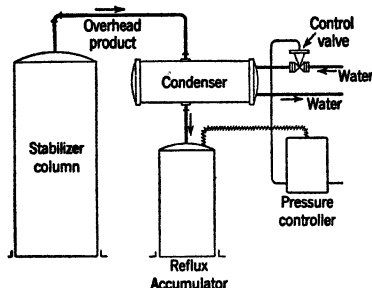 Overhead
product
Control
valve
Condenser
Water
Water
Stabilizer
column
Pressure
controller
Reflux
Accumulator